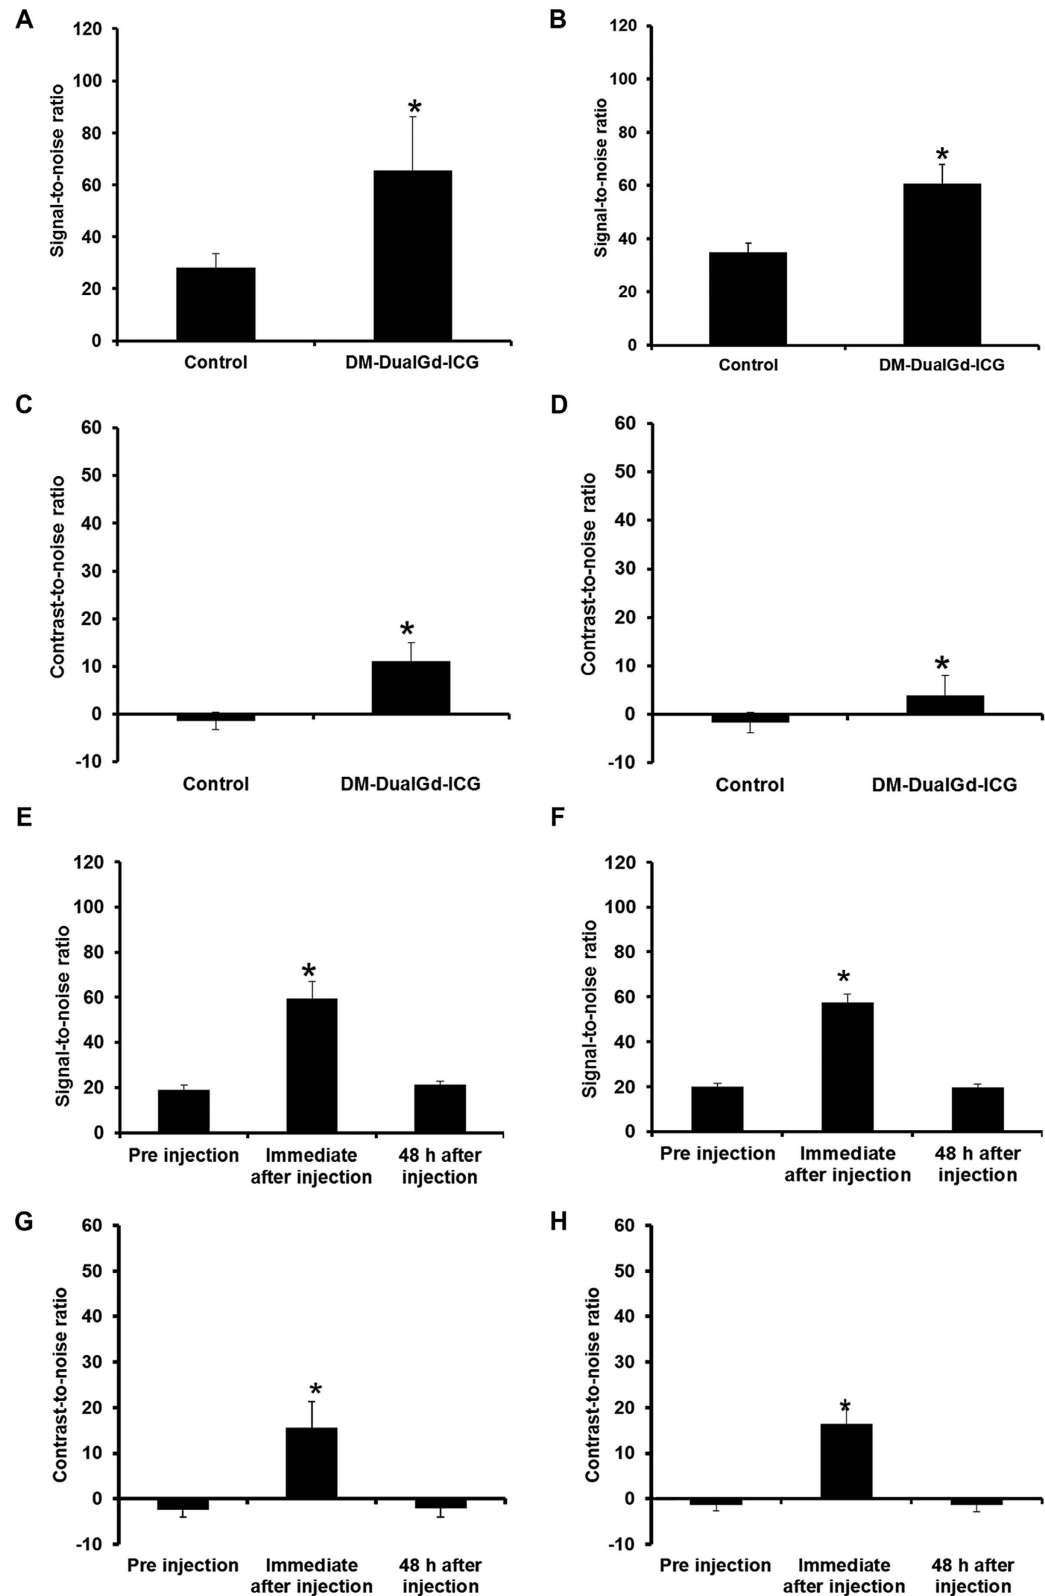 A
Signal-to-noise ratio
120
100
80
60
40
20
0
*
Control
DM-DualGd-ICG
B
Signal-to-noise ratio
120
100
80
60
40
20
0
*
Control
DM-DualGd-ICG
C
Contrast-to-noise ratio
60
50
40
30
20
10
0
-10
*
Control
DM-DualGd-ICG
D
Contrast-to-noise ratio
60
50
40
30
20
10
0
-10
*
Control
DM-DualGd-ICG
E
Signal-to-noise ratio
120
100
80
60
40
20
0
*
Pre injection
Immediate
after injection
48 h after
injection
F
Signal-to-noise ratio
120
100
80
60
40
20
0
*
Pre injection
Immediate
after injection
48 h after
injection
G
Contrast-to-noise ratio
60
50
40
30
20
10
0
-10
*
Pre injection
Immediate
after injection
48 h after
injection
H
Contrast-to-noise ratio
60
50
40
30
20
10
0
-10
*
Pre injection
Immediate
after injection
48 h after
injection